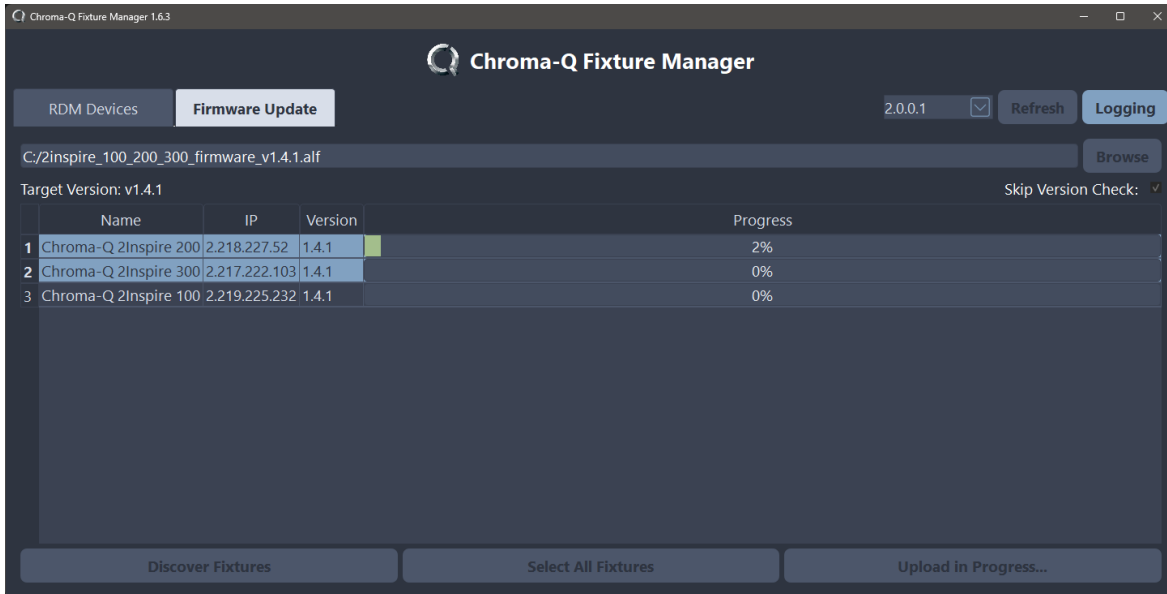 Chroma-Q Fixture Manager 1.6.3
Chroma-Q Fixture Manager
RDM Devices Firmware Update 2.0.0.1 Refresh Logging
C:/2inspire_100_200_300_firmware_v1.4.1.alf Browse
Target Version: v1.4.1 Skip Version Check:
Name IP Version Progress
1 Chroma-Q 2Inspire 200 2.218.227.52 1.4.1 2%
2 Chroma-Q 2Inspire 300 2.217.222.103 1.4.1 0%
3 Chroma-Q 2Inspire 100 2.219.225.232 1.4.1 0%
Discover Fixtures Select All Fixtures Upload in Progress...